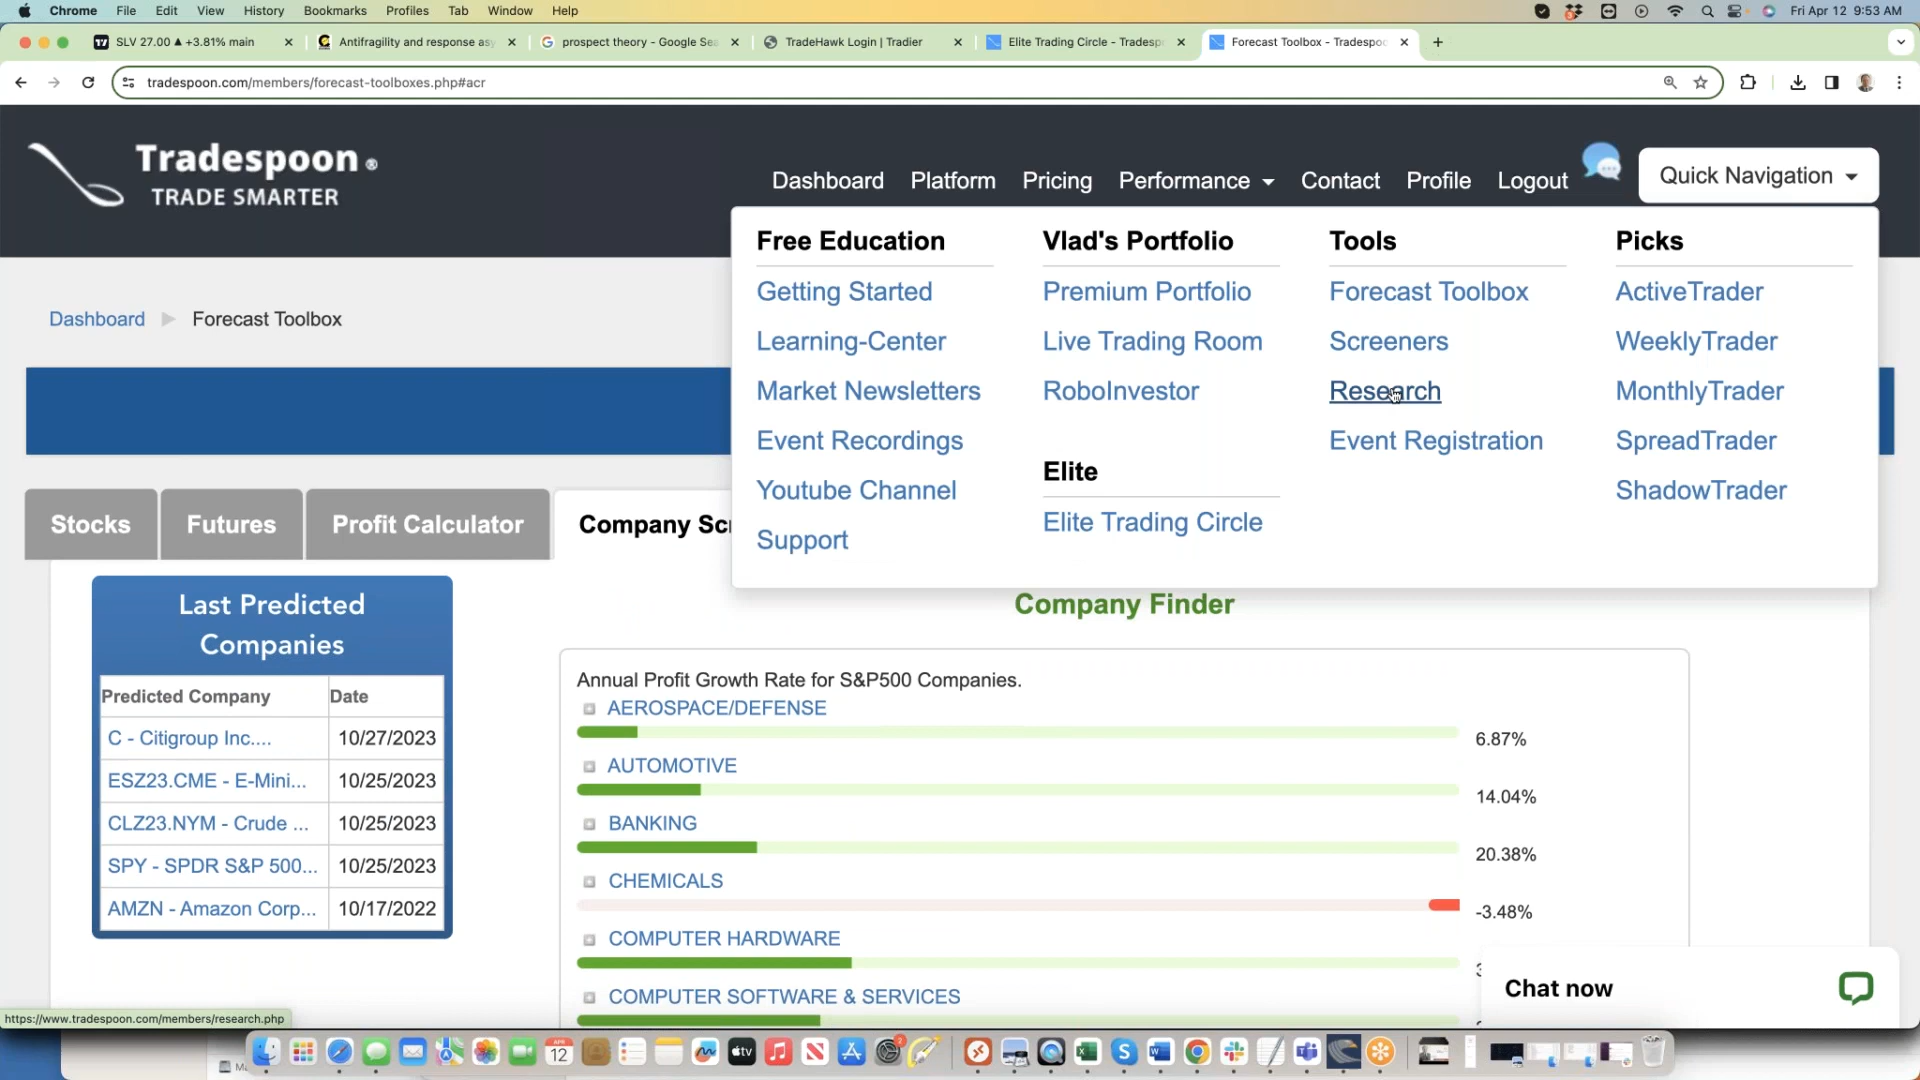 Chrome File Edit View History Bookmarks Profiles Tab Window Help Fri Apr 12 9:53 AM
SLV 27.00 ▲ +3.81% main Antifragility and response asy prospect theory - Google Sea TradeHawk Login | Tradier Elite Trading Circle - Tradesp Forecast Toolbox - Tradespoo
tradespoon.com/members/forecast-toolboxes.php#acr
Tradespoon ®
TRADE SMARTER
Dashboard Platform Pricing Performance Contact Profile Logout Quick Navigation
Free Education
Getting Started
Learning-Center
Market Newsletters
Event Recordings
Youtube Channel
Support
Vlad's Portfolio
Premium Portfolio
Live Trading Room
RoboInvestor
Elite
Elite Trading Circle
Tools
Forecast Toolbox
Screeners
Research
Event Registration
Picks
ActiveTrader
WeeklyTrader
MonthlyTrader
SpreadTrader
ShadowTrader
Dashboard Forecast Toolbox
Stocks Futures Profit Calculator Company Scr
Last Predicted
Companies
Predicted Company Date
C - Citigroup Inc.... 10/27/2023
ESZ23.CME - E-Mini... 10/25/2023
CLZ23.NYM - Crude ... 10/25/2023
SPY - SPDR S&P 500... 10/25/2023
AMZN - Amazon Corp... 10/17/2022
Company Finder
Annual Profit Growth Rate for S&P500 Companies.
AEROSPACE/DEFENSE
6.87%
AUTOMOTIVE
14.04%
BANKING
20.38%
CHEMICALS
-3.48%
COMPUTER HARDWARE
COMPUTER SOFTWARE & SERVICES
Chat now
https://www.tradespoon.com/members/research.php